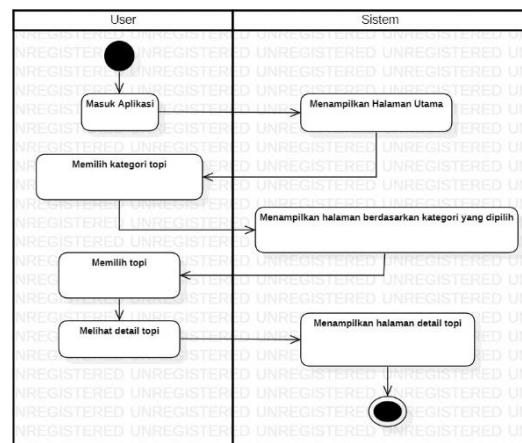 User
Sistem
Masuk Aplikasi
Menampilkan Halaman Utama
Memilih kategori topi
Menampilkan halaman berdasarkan kategori yang dipilih
Memilih topi
Melihat detail topi
Menampilkan halaman detail topi
UNREGISTERED